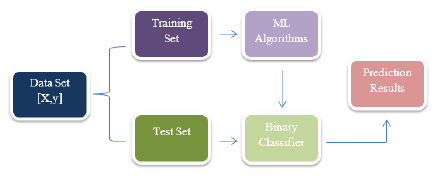 Data Set
[X,y]
Training
Set
ML
Algorithms
Test Set
Binary
Classifier
Prediction
Results